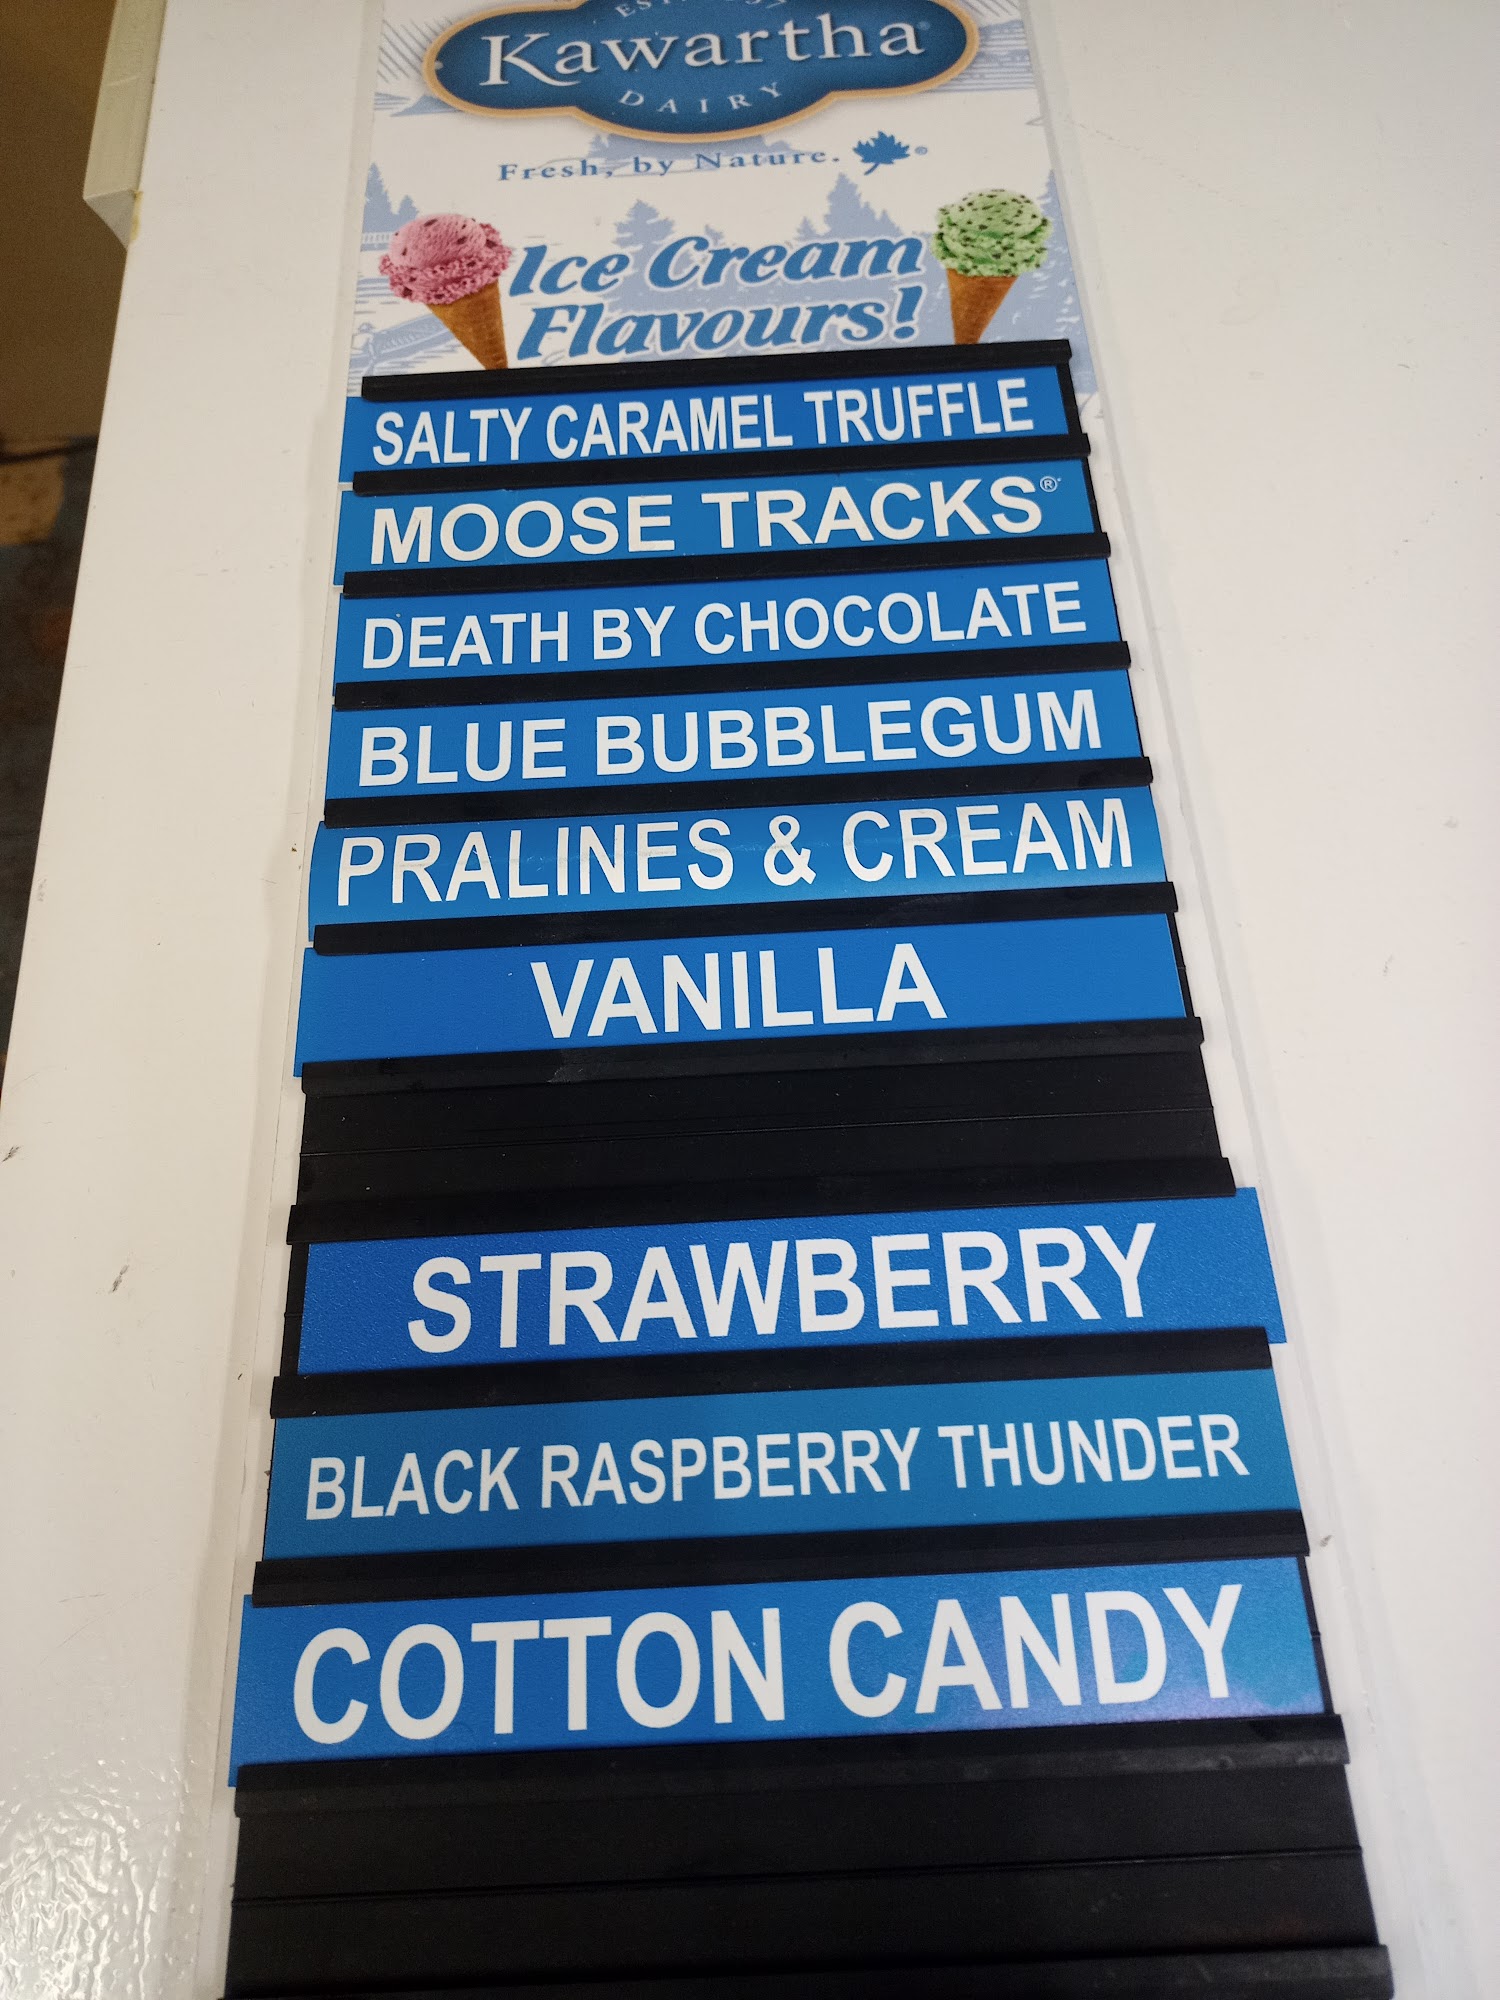 Kawartha®
DAIRY
Fresh, by Nature. ®
Ice Cream
Flavours!
SALTY CARAMEL TRUFFLE
MOOSE TRACKS®
DEATH BY CHOCOLATE
BLUE BUBBLEGUM
PRALINES & CREAM
VANILLA
STRAWBERRY
BLACK RASPBERRY THUNDER
COTTON CANDY